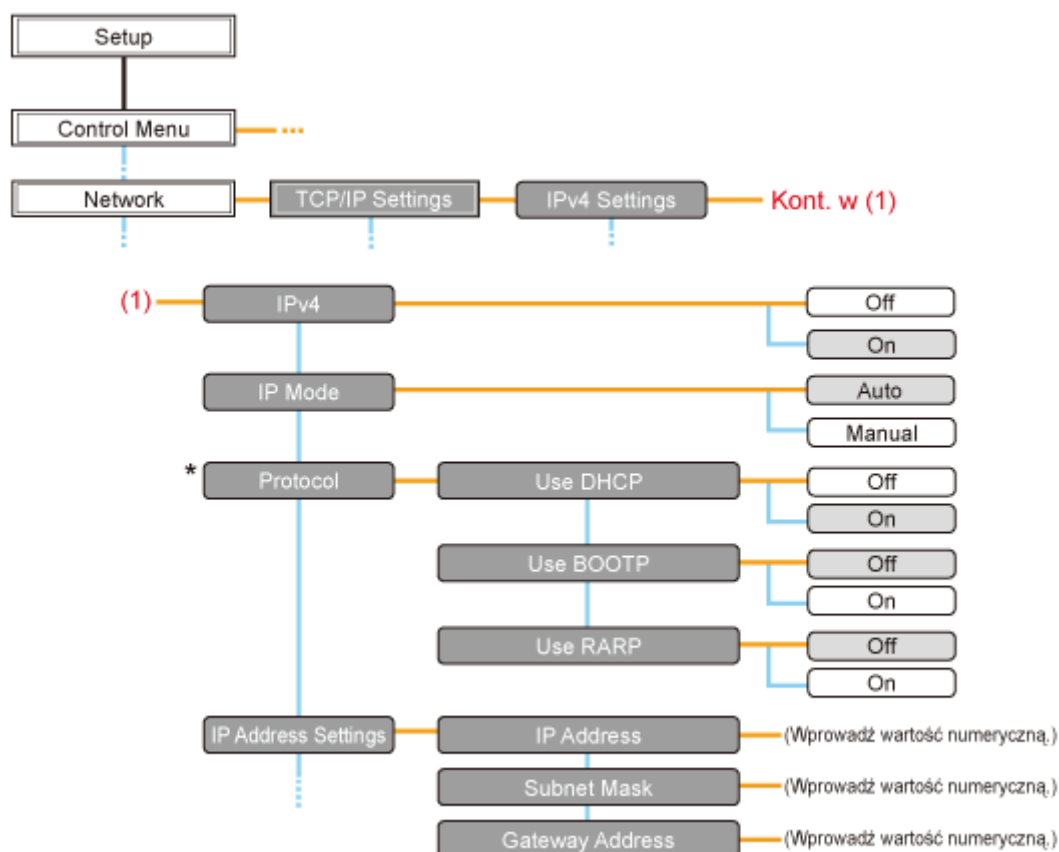 Setup
Control Menu
Network TCP/IP Settings IPv4 Settings Kont. w (1)
(1) IPv4 Off
On
IP Mode Auto
Manual
* Protocol Use DHCP Off
On
Use BOOTP Off
On
Use RARP Off
On
IP Address Settings IP Address (Wprowadź wartość numeryczną.)
Subnet Mask (Wprowadź wartość numeryczną.)
Gateway Address (Wprowadź wartość numeryczną.)